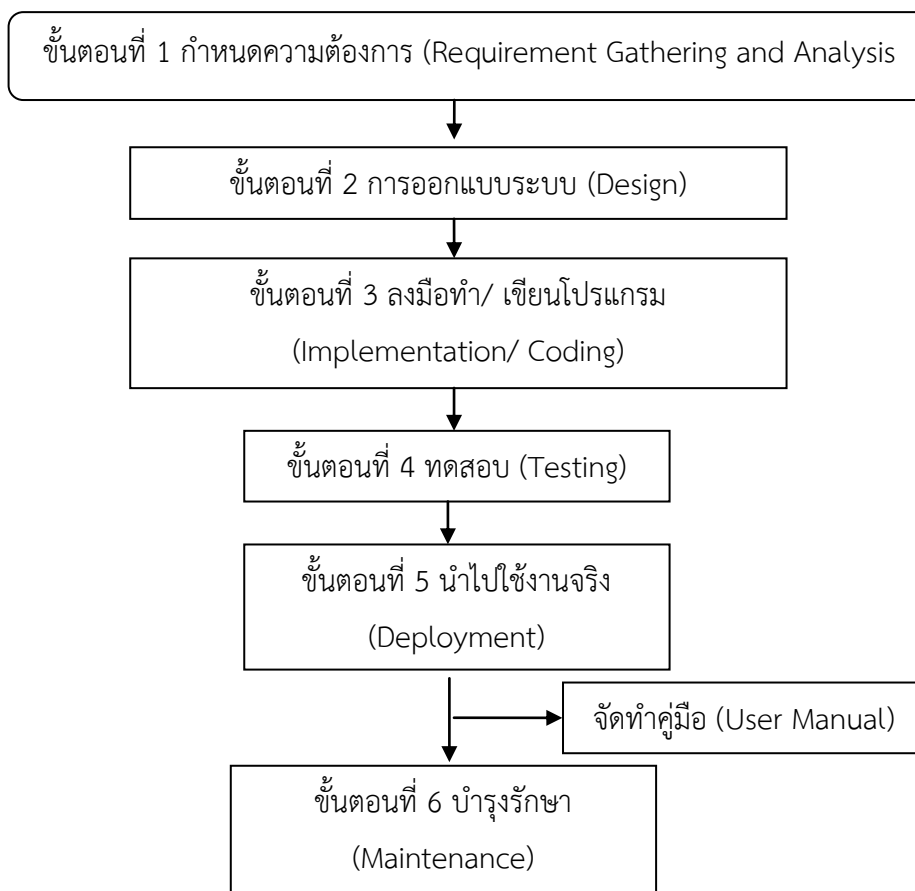 ขั้นตอนที่ 1 กำหนดความต้องการ (Requirement Gathering and Analysis
ขั้นตอนที่ 2 การออกแบบระบบ (Design)
ขั้นตอนที่ 3 ลงมือทำ/ เขียนโปรแกรม
(Implementation/ Coding)
ขั้นตอนที่ 4 ทดสอบ (Testing)
ขั้นตอนที่ 5 นำไปใช้งานจริง
(Deployment)
จัดทำคู่มือ (User Manual)
ขั้นตอนที่ 6 บำรุงรักษา
(Maintenance)